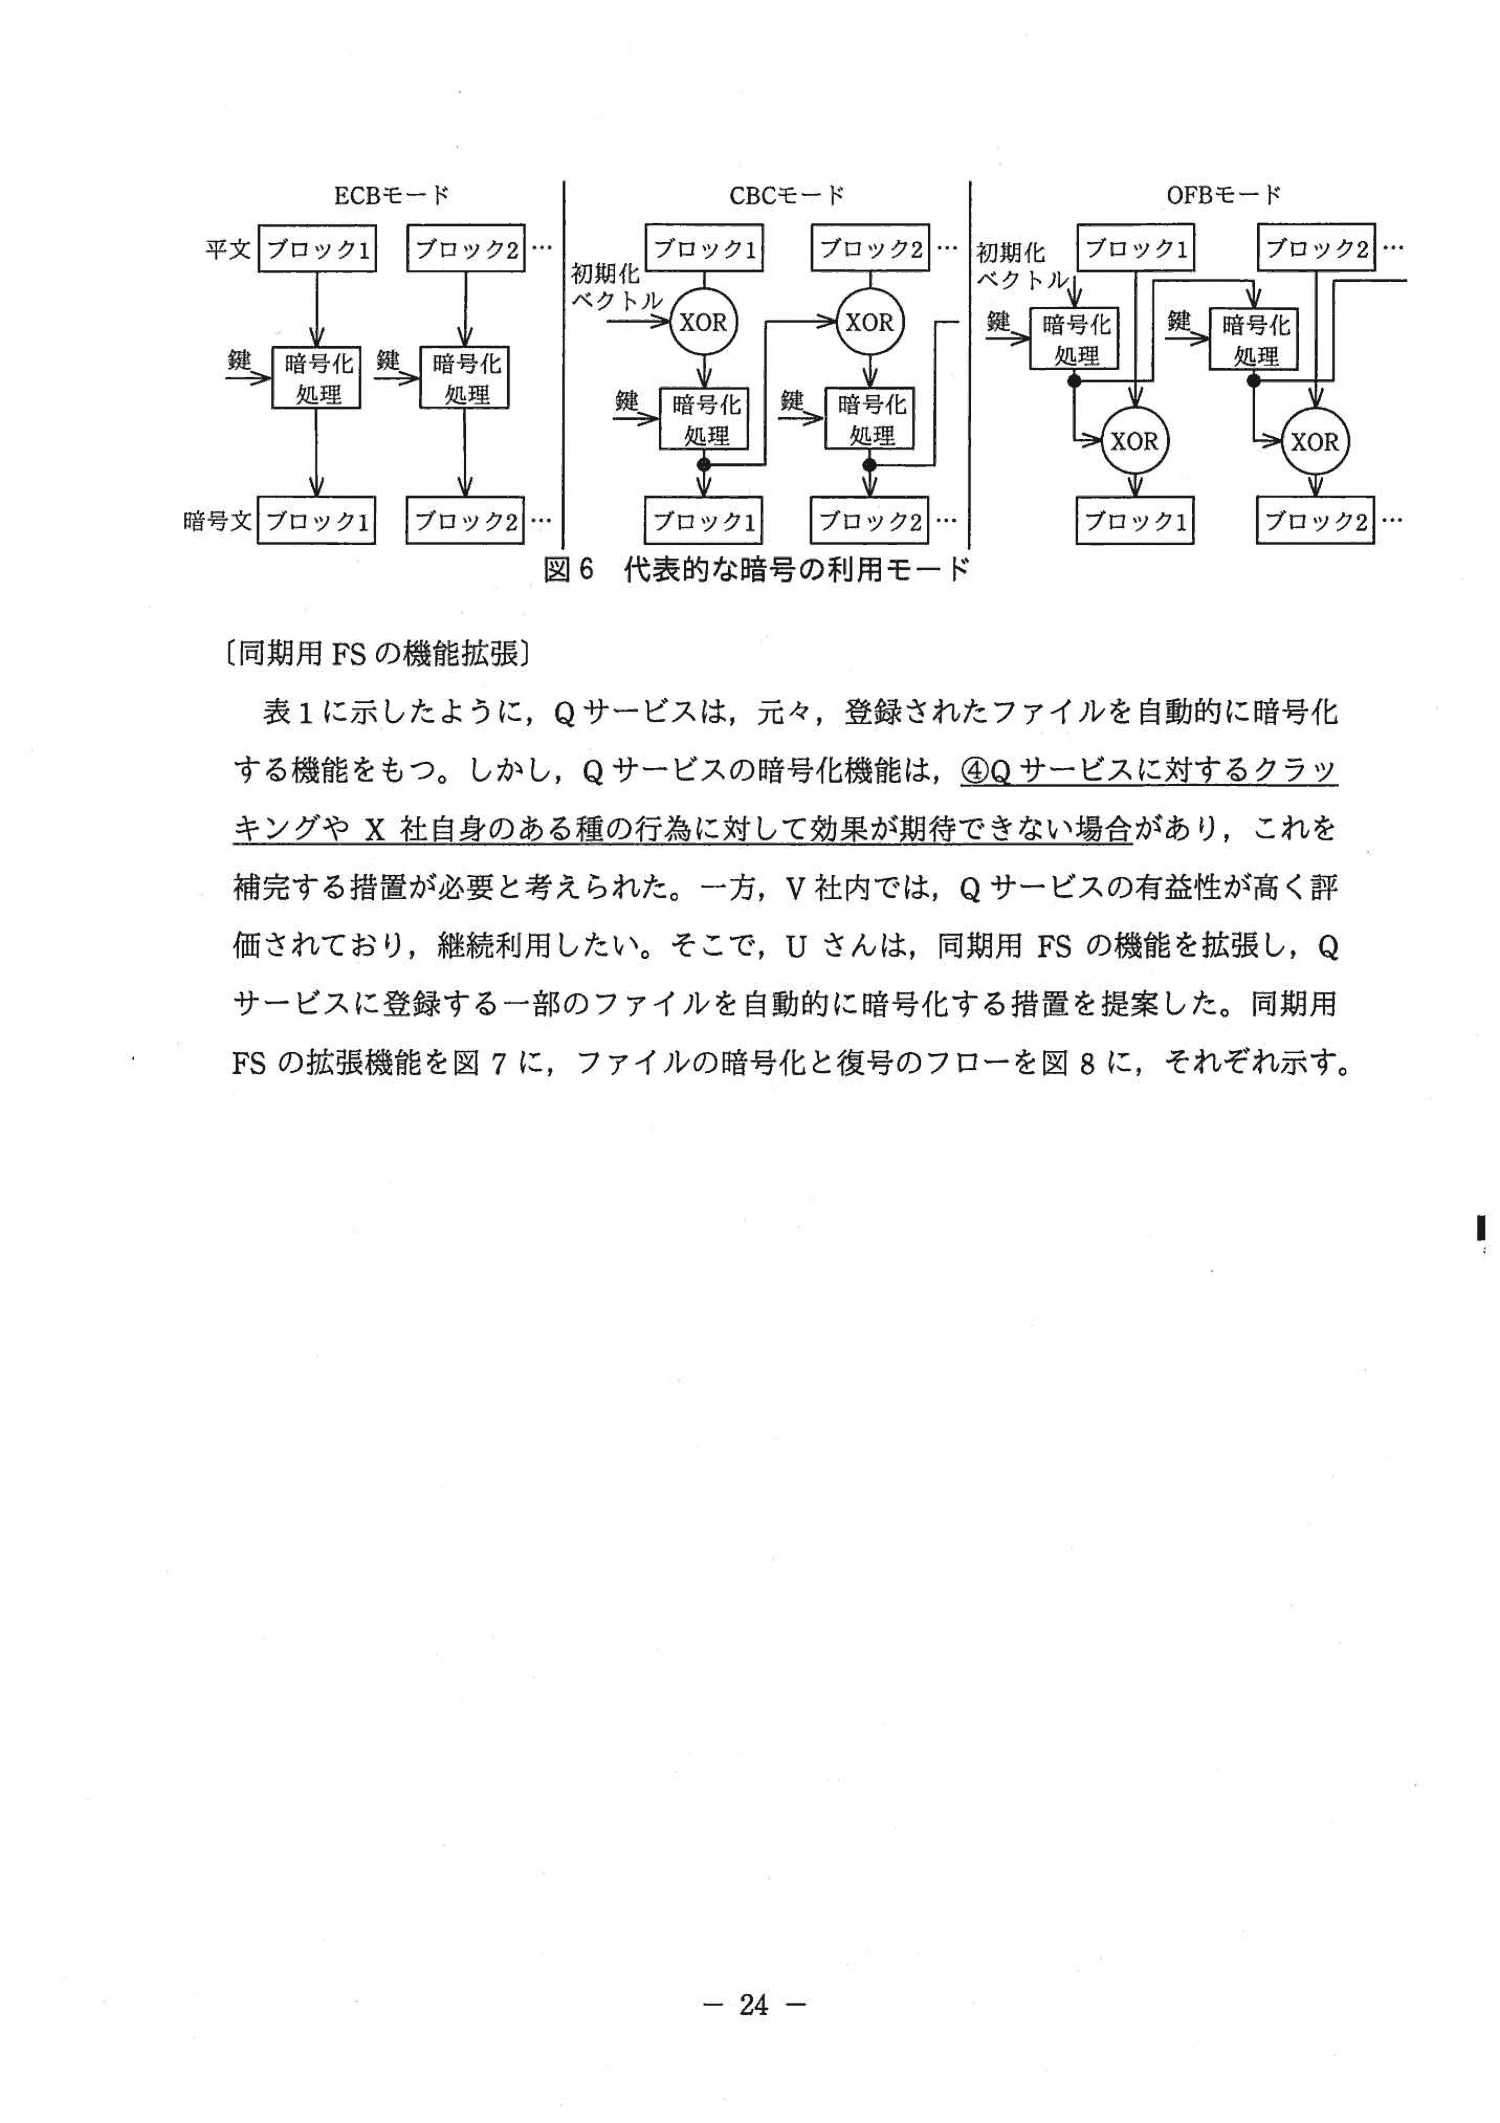 ECBモード
平文 ブロック1 ブロック2 …
鍵 暗号化処理 鍵 暗号化処理
暗号文 ブロック1 ブロック2 …
CBCモード
ブロック1 ブロック2 …
初期化ベクトル XOR XOR
鍵 暗号化処理 鍵 暗号化処理
ブロック1 ブロック2 …
OFBモード
ブロック1 ブロック2 …
初期化ベクトル
鍵 暗号化処理 鍵 暗号化処理
XOR XOR
ブロック1 ブロック2 …
図6 代表的な暗号の利用モード
〔同期用 FS の機能拡張〕
表1に示したように，Q サービスは，元々，登録されたファイルを自動的に暗号化
する機能をもつ。しかし，Q サービスの暗号化機能は，④Q サービスに対するクラッ
キングや X 社自身のある種の行為に対して効果が期待できない場合があり，これを
補完する措置が必要と考えられた。一方，V 社内では，Q サービスの有益性が高く評
価されており，継続利用したい。そこで，U さんは，同期用 FS の機能を拡張し，Q
サービスに登録する一部のファイルを自動的に暗号化する措置を提案した。同期用
FS の拡張機能を図 7 に，ファイルの暗号化と復号のフローを図 8 に，それぞれ示す。
－ 24 －